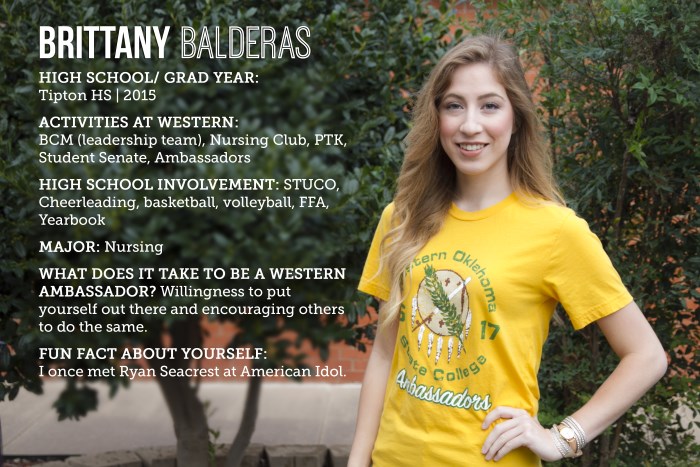 BRITTANY BALDERAS
HIGH SCHOOL/ GRAD YEAR:
Tipton HS | 2015
ACTIVITIES AT WESTERN:
BCM (leadership team), Nursing Club, PTK,
Student Senate, Ambassadors
HIGH SCHOOL INVOLVEMENT: STUCO,
Cheerleading, basketball, volleyball, FFA,
Yearbook
MAJOR: Nursing
WHAT DOES IT TAKE TO BE A WESTERN
AMBASSADOR? Willingness to put
yourself out there and encouraging others
to do the same.
FUN FACT ABOUT YOURSELF:
I once met Ryan Seacrest at American Idol.
Oklahoma
17
State College
Ambassadors